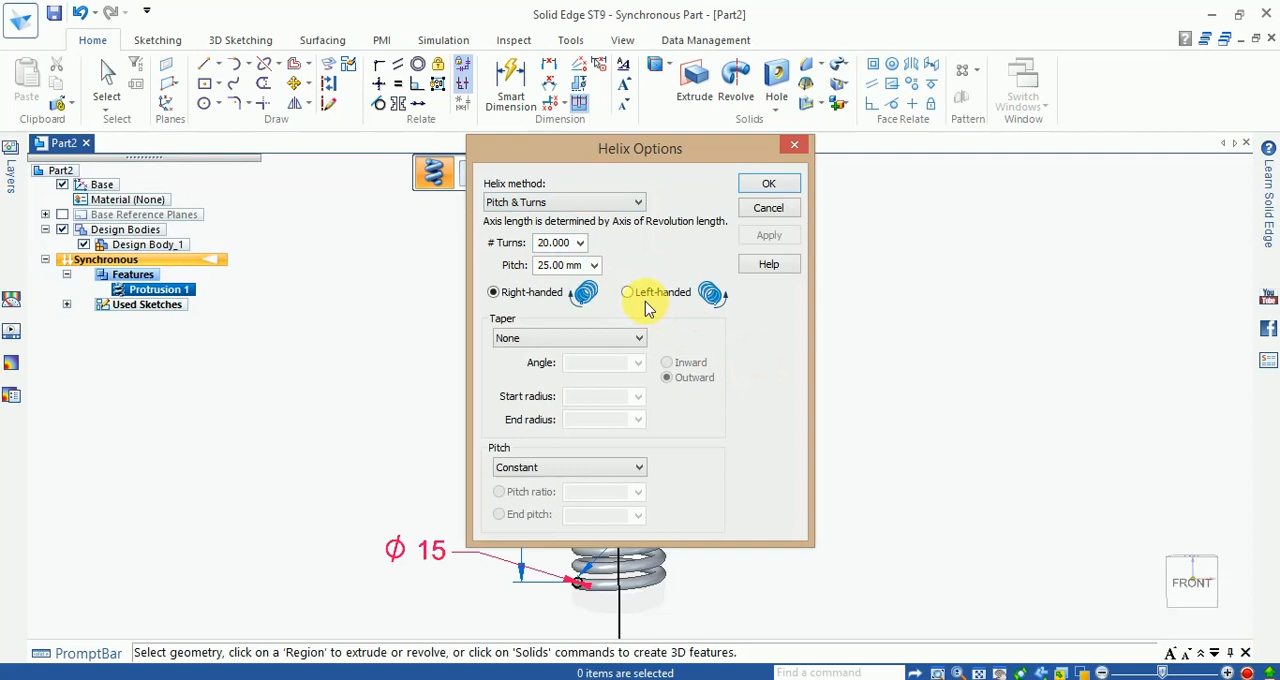 Solid Edge ST9 - Synchronous Part - [Part2]
Home Sketching 3D Sketching Surfacing PMI Simulation Inspect Tools View Data Management
Paste
Select
Smart
Dimension
Extrude Revolve Hole
Switch
Windows
Clipboard Select Planes Draw Relate Dimension Solids Face Relate Pattern Window
Part2
Layers
Learn Solid Edge
You
Tube
Part2
Base
Material (None)
Base Reference Planes
Design Bodies
Design Body_1
Synchronous
Features
Protrusion 1
Used Sketches
Helix Options
Helix method:
Pitch & Turns
Axis length is determined by Axis of Revolution length.
# Turns: 20.000
Pitch: 25.00 mm
Right-handed Left-handed
Taper
None
Angle: Inward
Outward
Start radius:
End radius:
Pitch
Constant
Pitch ratio:
End pitch:
OK
Cancel
Apply
Help
Ø 15
FRONT
PromptBar Select geometry, click on a 'Region' to extrude or revolve, or click on 'Solids' commands to create 3D features.
0 items are selected Find a command